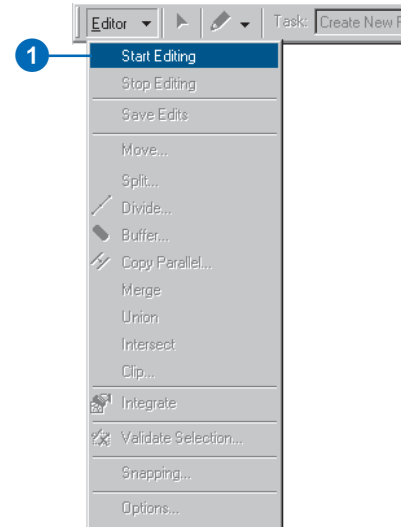 Editor Task: Create New F
1 Start Editing
Stop Editing
Save Edits
Move...
Split...
Divide...
Buffer...
Copy Parallel...
Merge
Union
Intersect
Clip...
Integrate
Validate Selection...
Snapping...
Options...